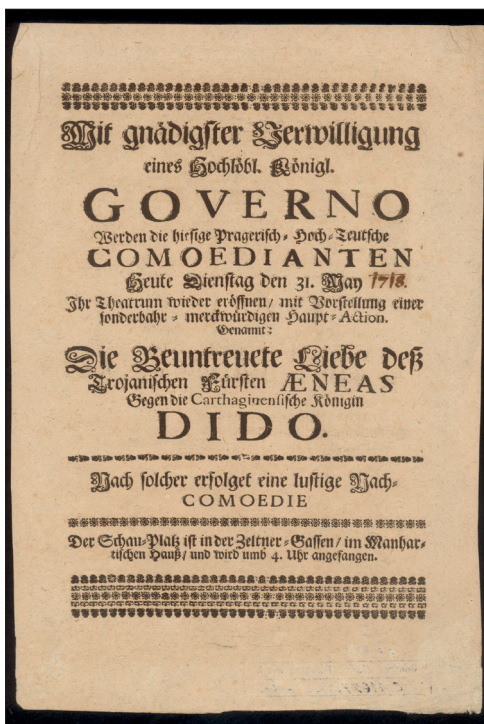 Mit gnädigster Verwilligung
eines Hochlöbl. Königl.
GOVERNO
Werden die hiesige Pragerisch-Hoch-Teutsche
COMOEDIANTEN
Heute Dienstag den 31. May 1718.
Ihr Theatrum wieder eröffnen/ mit Vorstellung einer
sonderbahr-merckwürdigen Haupt-Action.
Genannt:
Die Beuntreuete Liebe deß
Trojanischen Fürsten ÆNEAS
Gegen die Carthaginensische Königin
DIDO.
Nach solcher erfolget eine lustige Nach-
COMOEDIE
Der Schau-Platz ist in der Zeltner-Gassen/ im Manhar-
tischen Hauß/ und wird umb 4. Uhr angefangen.